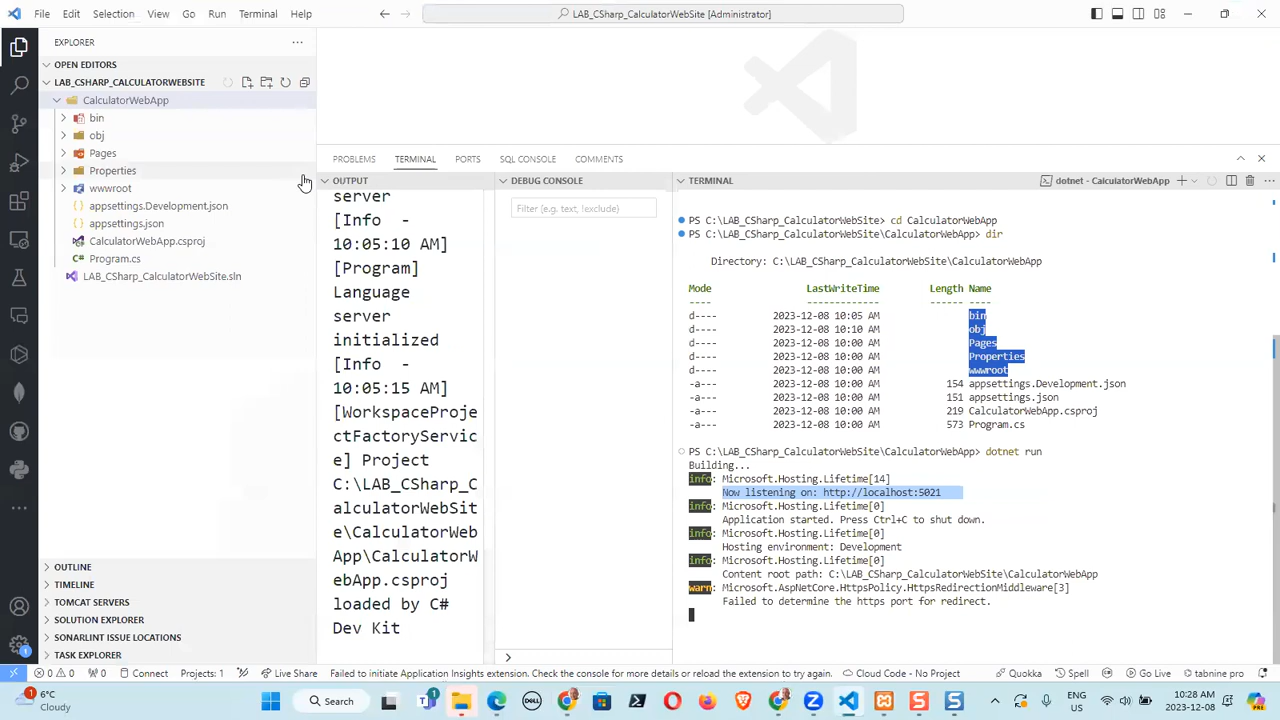 File Edit Selection View Go Run Terminal Help
LAB_CSharp_CalculatorWebSite [Administrator]
EXPLORER
OPEN EDITORS
LAB_CSHARP_CALCULATORWEBSITE
CalculatorWebApp
bin
obj
Pages
Properties
wwwroot
appsettings.Development.json
appsettings.json
CalculatorWebApp.csproj
C# Program.cs
LAB_CSharp_CalculatorWebSite.sln
OUTLINE
TIMELINE
TOMCAT SERVERS
SOLUTION EXPLORER
SONARLINT ISSUE LOCATIONS
TASK EXPLORER
PROBLEMS TERMINAL PORTS SQL CONSOLE COMMENTS
OUTPUT
server
[Info -
10:05:10 AM]
[Program]
Language
server
initialized
[Info -
10:05:15 AM]
[WorkspaceProje
ctFactoryServic
e] Project
C:\LAB_CSharp_C
alculatorWebSit
e\CalculatorWeb
App\CalculatorW
ebApp.csproj
loaded by C#
Dev Kit
DEBUG CONSOLE
Filter (e.g. text, !exclude)
TERMINAL
dotnet - CalculatorWebApp
PS C:\LAB_CSharp_CalculatorWebSite> cd CalculatorWebApp
PS C:\LAB_CSharp_CalculatorWebSite\CalculatorWebApp> dir
Directory: C:\LAB_CSharp_CalculatorWebSite\CalculatorWebApp
Mode LastWriteTime Length Name
---- ------------- ------ ----
d---- 2023-12-08 10:05 AM bin
d---- 2023-12-08 10:10 AM obj
d---- 2023-12-08 10:00 AM Pages
d---- 2023-12-08 10:00 AM Properties
d---- 2023-12-08 10:00 AM wwwroot
-a--- 2023-12-08 10:00 AM 154 appsettings.Development.json
-a--- 2023-12-08 10:00 AM 151 appsettings.json
-a--- 2023-12-08 10:00 AM 219 CalculatorWebApp.csproj
-a--- 2023-12-08 10:00 AM 573 Program.cs
PS C:\LAB_CSharp_CalculatorWebSite\CalculatorWebApp> dotnet run
Building...
info: Microsoft.Hosting.Lifetime[14]
Now listening on: http://localhost:5021
info: Microsoft.Hosting.Lifetime[0]
Application started. Press Ctrl+C to shut down.
info: Microsoft.Hosting.Lifetime[0]
Hosting environment: Development
info: Microsoft.Hosting.Lifetime[0]
Content root path: C:\LAB_CSharp_CalculatorWebSite\CalculatorWebApp
warn: Microsoft.AspNetCore.HttpsPolicy.HttpsRedirectionMiddleware[3]
Failed to determine the https port for redirect.
0 0 0 Connect Projects: 1 Live Share Failed to initiate Application Insights extension. Check the console for more details and reload the extension to try again. Cloud Code - No Project Quokka Spell Go Live tabnine pro
6°C
Cloudy
Search
ENG
US
10:28 AM
2023-12-08